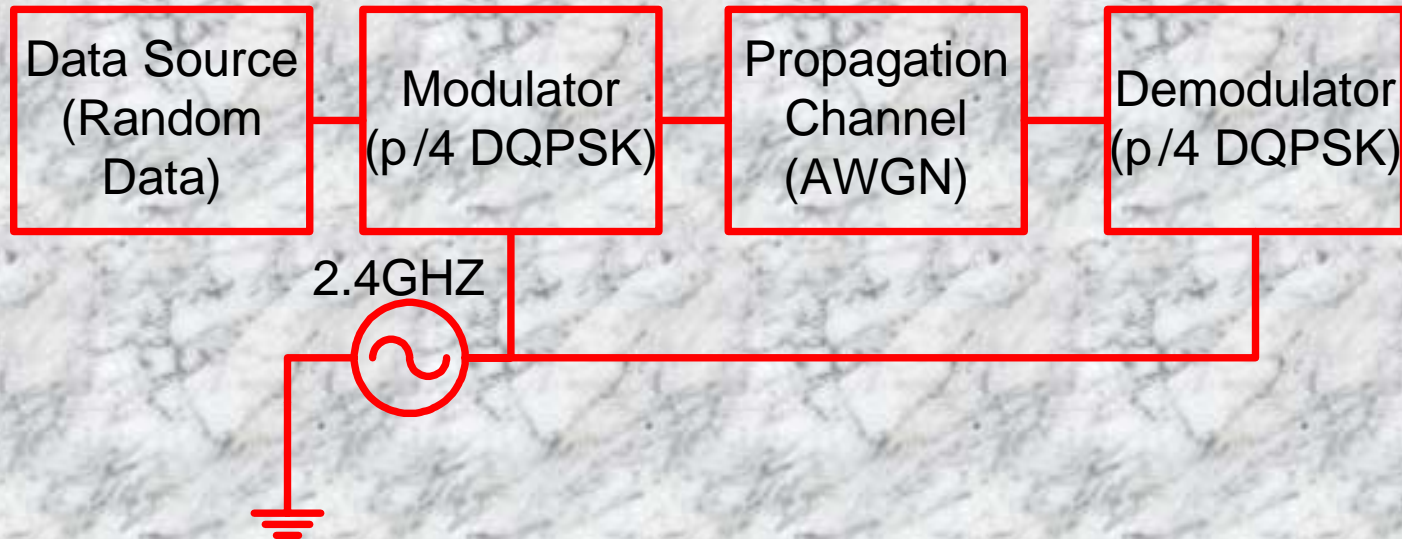 Data Source
(Random
Data)
Modulator
(p/4 DQPSK)
Propagation
Channel
(AWGN)
Demodulator
(p/4 DQPSK)
2.4GHZ